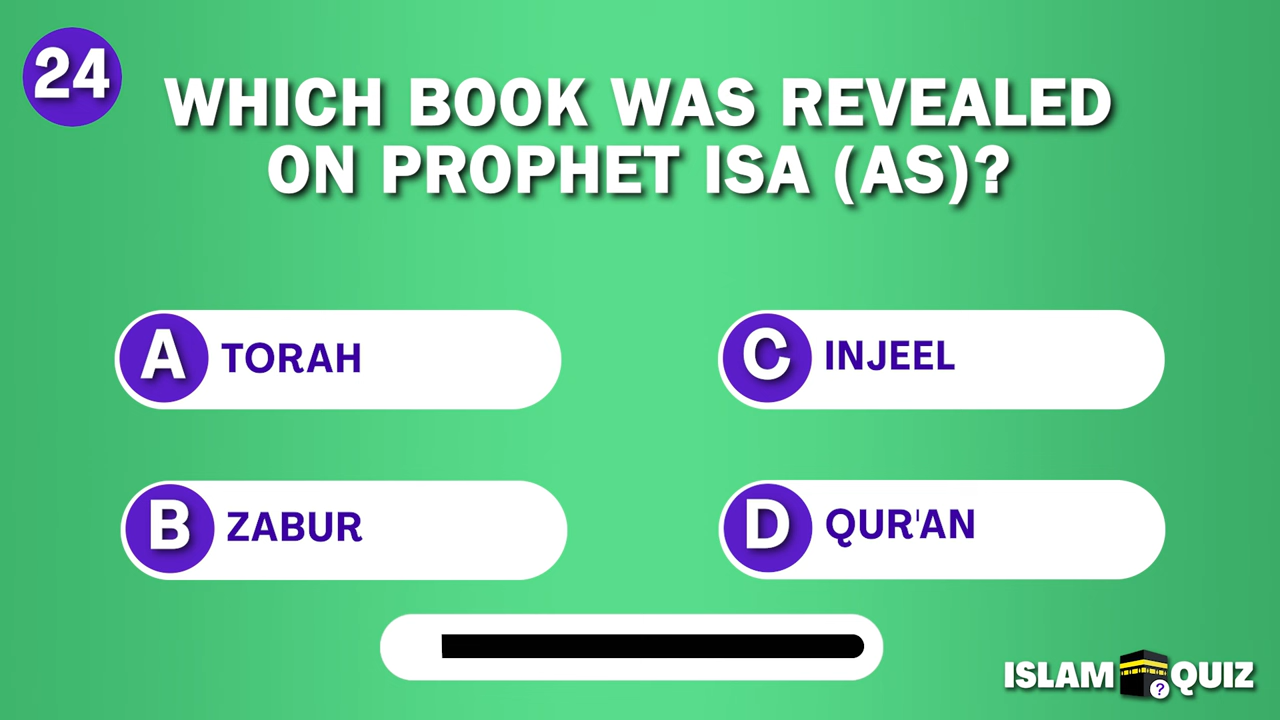 24
WHICH BOOK WAS REVEALED
ON PROPHET ISA (AS)?
A TORAH
B ZABUR
C INJEEL
D QUR'AN
ISLAM ? QUIZ